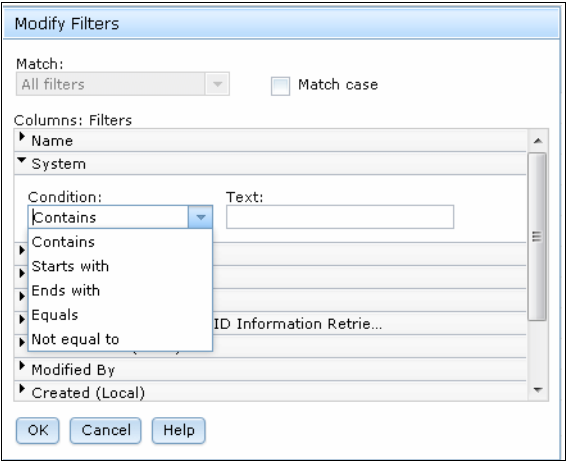 Modify Filters
Match:
All filters
Match case
Columns: Filters
Name
System
Condition:
Text:
Contains
Contains
Starts with
Ends with
Equals
ID Information Retrie...
Not equal to
Modified By
Created (Local)
OK
Cancel
Help